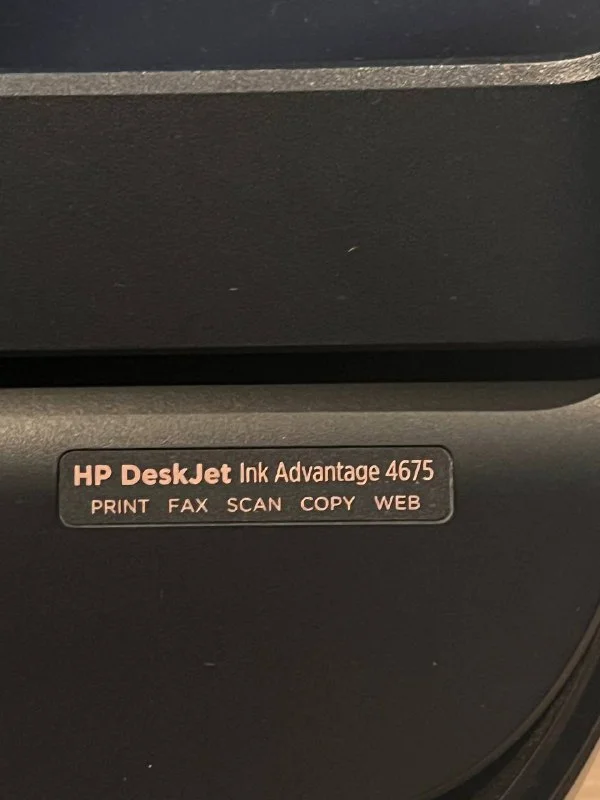 HP DeskJet Ink Advantage 4675
PRINT FAX SCAN COPY WEB